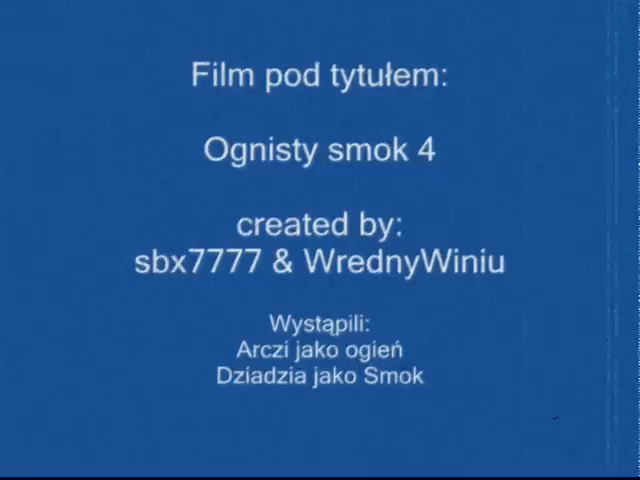 Film pod tytułem:
Ognisty smok 4
created by:
sbx7777 & WrednyWiniu
Wystąpili:
Arczi jako ogień
Dziadzia jako Smok